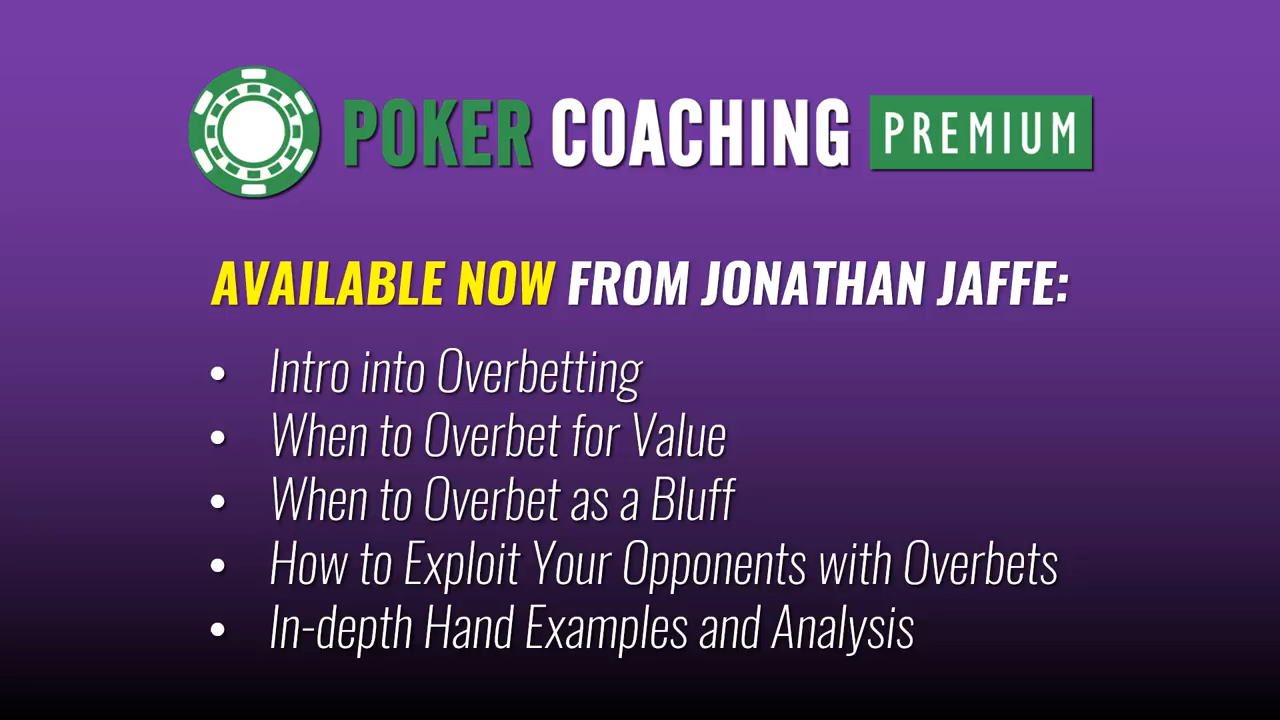 POKER COACHING PREMIUM
AVAILABLE NOW FROM JONATHAN JAFFE:
• Intro into Overbetting
• When to Overbet for Value
• When to Overbet as a Bluff
• How to Exploit Your Opponents with Overbets
• In-depth Hand Examples and Analysis